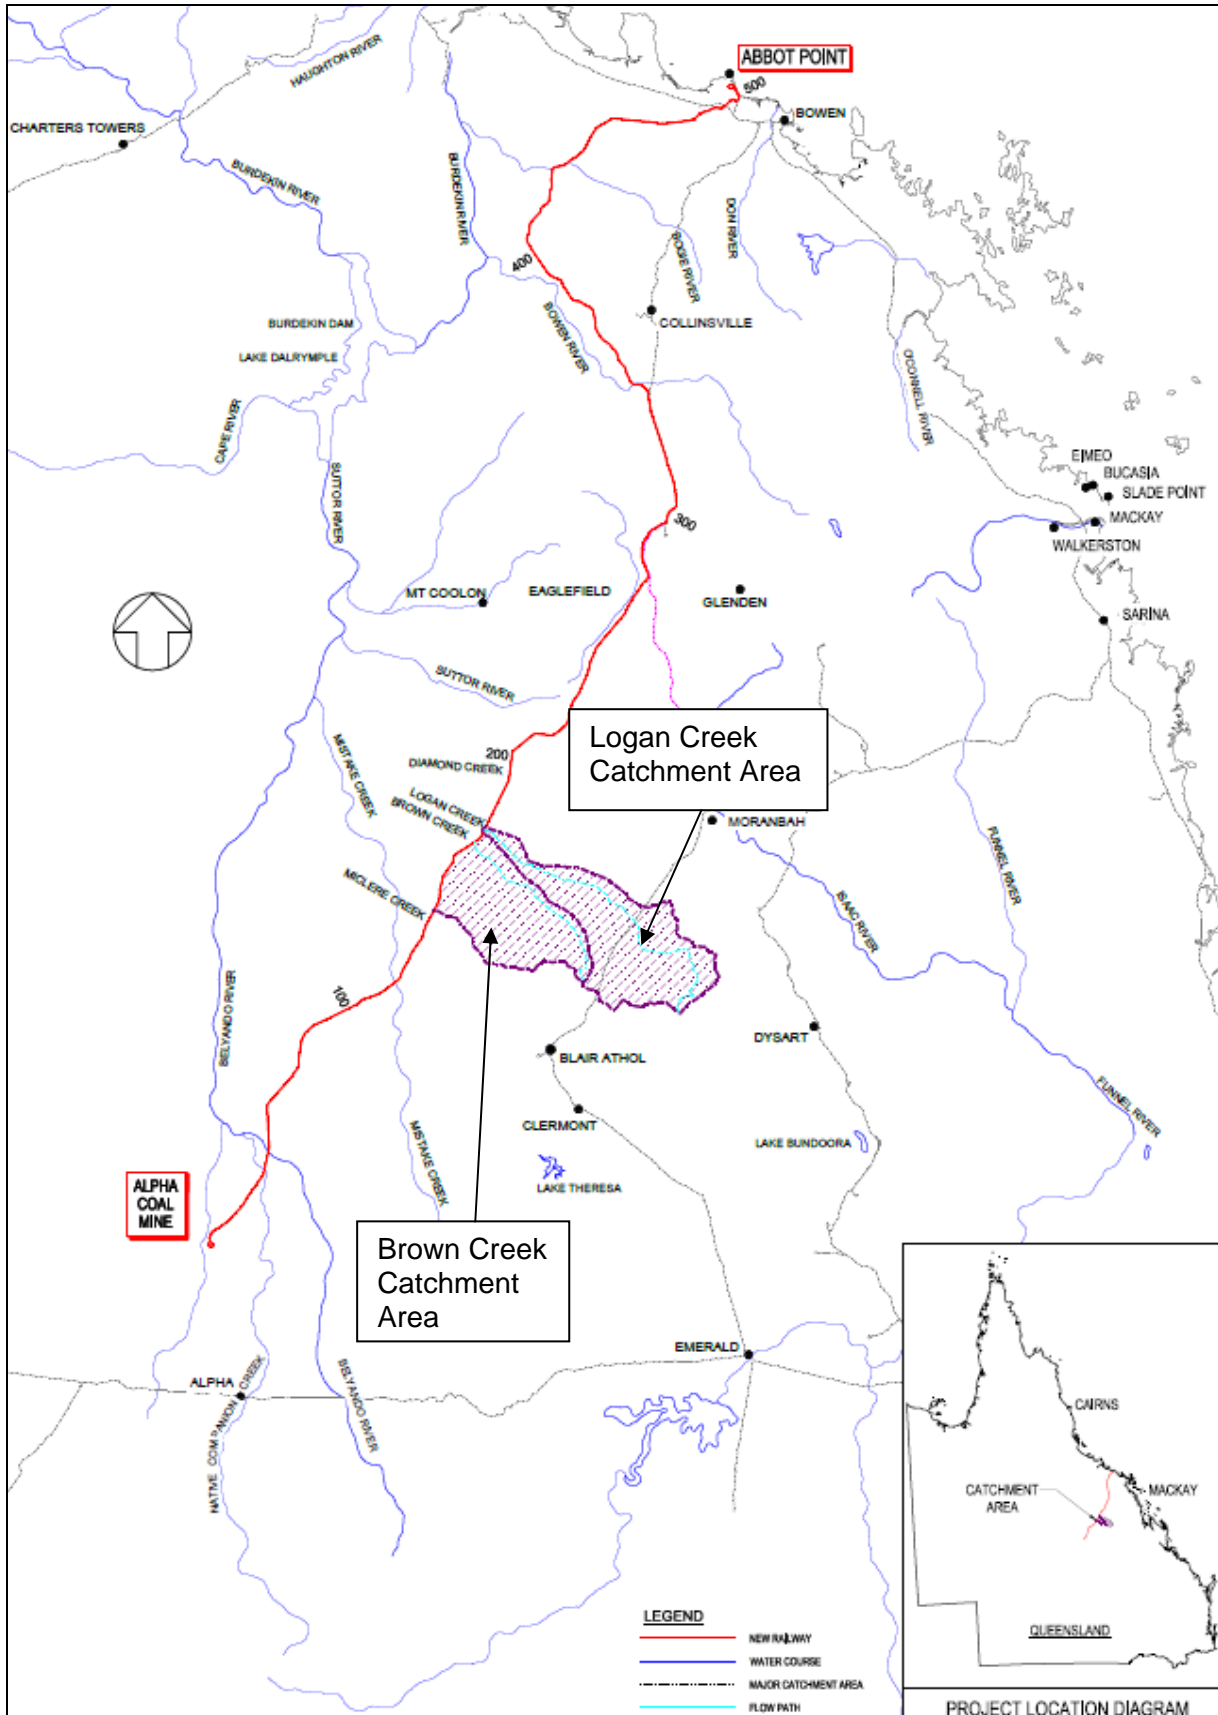 ABBOT POINT
500
HAUGHTON RIVER
CHARTERS TOWERS
BOWEN
BURDEKIN RIVER
BURDEKIN RIVER
DON RIVER
BOGIE RIVER
400
BOWEN RIVER
COLLINSVILLE
BURDEKIN DAM
LAKE DALRYMPLE
O'CONNELL RIVER
CAPE RIVER
SUTTOR RIVER
EIMEO
BUCASIA
SLADE POINT
MACKAY
WALKERSTON
300
MT COOLON
EAGLEFIELD
GLENDEN
SARINA
SUTTOR RIVER
MISTAKE CREEK
200
DIAMOND CREEK
Logan Creek
Catchment Area
LOGAN CREEK
BROWN CREEK
MORANBAH
FUNNEL RIVER
MICLERE CREEK
ISAAC RIVER
100
BELYANDO RIVER
DYSART
BLAIR ATHOL
CLERMONT
FUNNEL RIVER
MISTAKE CREEK
LAKE BUNDOORA
LAKE THERESA
ALPHA
COAL
MINE
Brown Creek
Catchment
Area
EMERALD
ALPHA
NATIVE COMPANION CREEK
BELYANDO RIVER
CAIRNS
MACKAY
CATCHMENT
AREA
QUEENSLAND
PROJECT LOCATION DIAGRAM
LEGEND
NEW RAILWAY
WATER COURSE
MAJOR CATCHMENT AREA
FLOW PATH